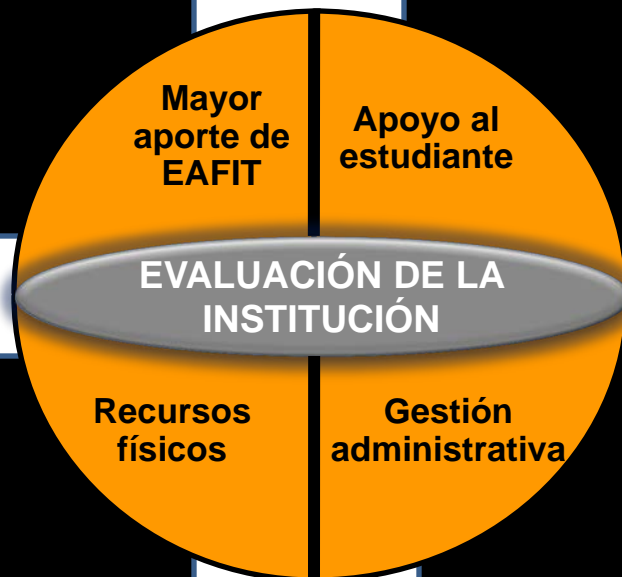 Mayor
aporte de
EAFIT
Apoyo al
estudiante
EVALUACIÓN DE LA
INSTITUCIÓN
Recursos
físicos
Gestión
administrativa